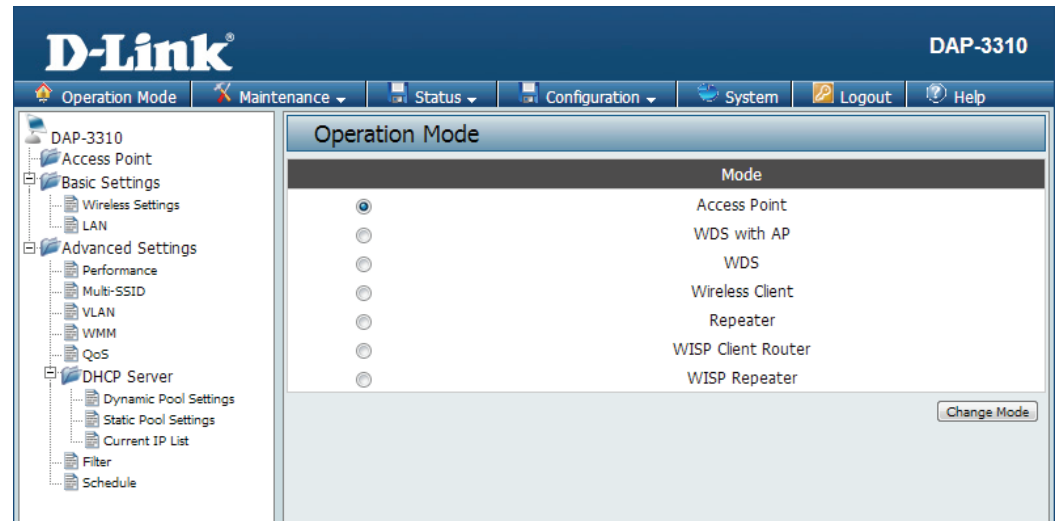 D-Link®
DAP-3310
Operation Mode
Maintenance
Status
Configuration
System
Logout
Help
DAP-3310
Access Point
Basic Settings
Wireless Settings
LAN
Advanced Settings
Performance
Multi-SSID
VLAN
WMM
QoS
DHCP Server
Dynamic Pool Settings
Static Pool Settings
Current IP List
Filter
Schedule
Operation Mode
Mode
Access Point
WDS with AP
WDS
Wireless Client
Repeater
WISP Client Router
WISP Repeater
Change Mode